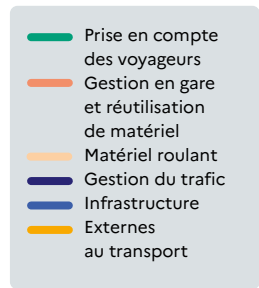 Prise en compte
des voyageurs
Gestion en gare
et réutilisation
de matériel
Matériel roulant
Gestion du trafic
Infrastructure
Externes
au transport